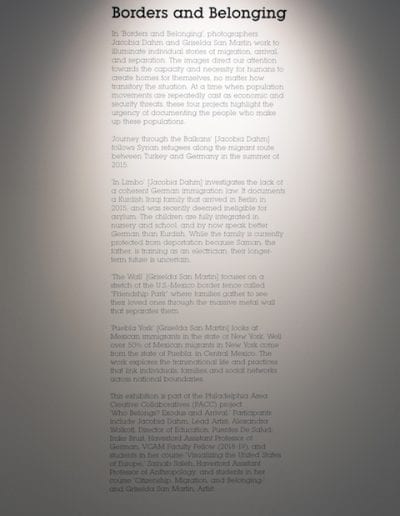 Borders and Belonging
In 'Borders and Belonging', photographers
Jacobia Dahm and Griselda San Martin work to
illuminate individual stories of migration, arrival,
and separation. The images direct our attention
towards the capacity and necessity for humans to
create homes for themselves, no matter how
transitory the situation. At a time when population
movements are repeatedly cast as economic and
security threats, these four projects highlight the
urgency of documenting the people who make
up these populations.
'Journey through the Balkans' [Jacobia Dahm]
follows Syrian refugees along the migrant route
between Turkey and Germany in the summer of
2015.
'In Limbo' [Jacobia Dahm] investigates the lack of
a coherent German immigration law. It documents
a Kurdish Iraqi family that arrived in Berlin in
2015, and was recently deemed ineligible for
asylum. The children are fully integrated in
nursery and school, and by now speak better
German than Kurdish. While the family is currently
protected from deportation because Saman, the
father, is training as an electrician, their longer-
term future is uncertain.
'The Wall' [Griselda San Martin] focuses on a
stretch of the U.S.-Mexico border fence called
"Friendship Park" where families gather to see
their loved ones through the massive metal wall
that separates them.
'Puebla York' [Griselda San Martin] looks at
Mexican immigrants in the state of New York. Well
over 50% of Mexican migrants in New York come
from the state of Puebla, in Central Mexico. The
work explores the transnational life and practices
that link individuals, families and social networks
across national boundaries.
This exhibition is part of the Philadelphia Area
Creative Collaboratives (PACC) project
'Who Belongs? Exodus and Arrival.' Participants
include Jacobia Dahm, Lead Artist; Alexandra
Wolkoff, Director of Education, Puentes De Salud;
Imke Brust, Haverford Assistant Professor of
German, VCAM Faculty Fellow (2018-19), and
students in her course 'Visualizing the United States
of Europe,' Zainab Saleh, Haverford Assistant
Professor of Anthropology, and students in her
course 'Citizenship, Migration, and Belonging;'
and Griselda San Martin, Artist.